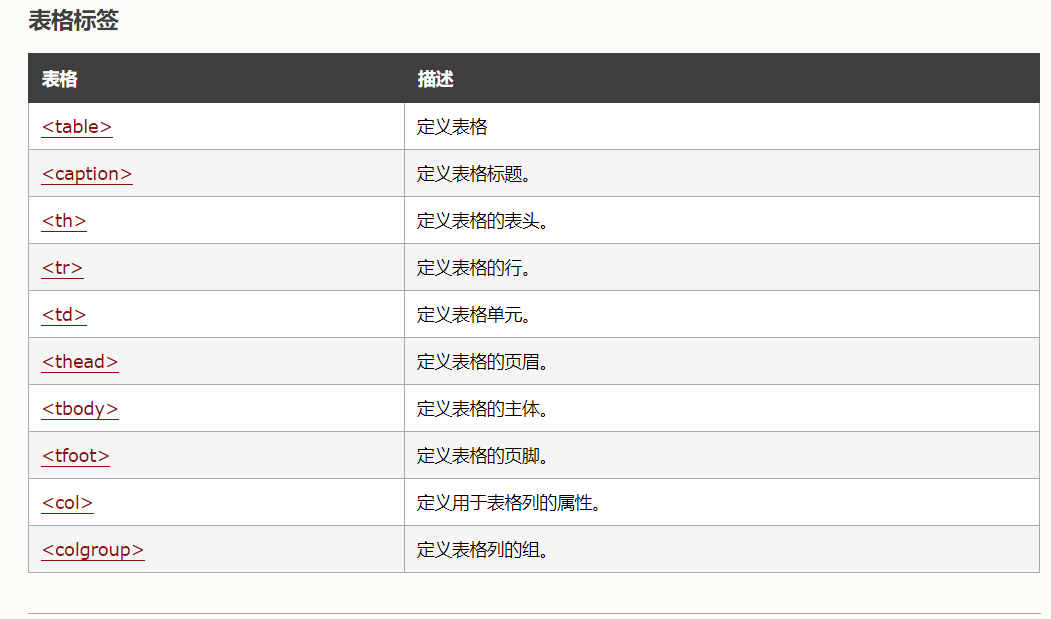 表格标签
表格 描述
<table> 定义表格
<caption> 定义表格标题。
<th> 定义表格的表头。
<tr> 定义表格的行。
<td> 定义表格单元。
<thead> 定义表格的页眉。
<tbody> 定义表格的主体。
<tfoot> 定义表格的页脚。
<col> 定义用于表格列的属性。
<colgroup> 定义表格列的组。